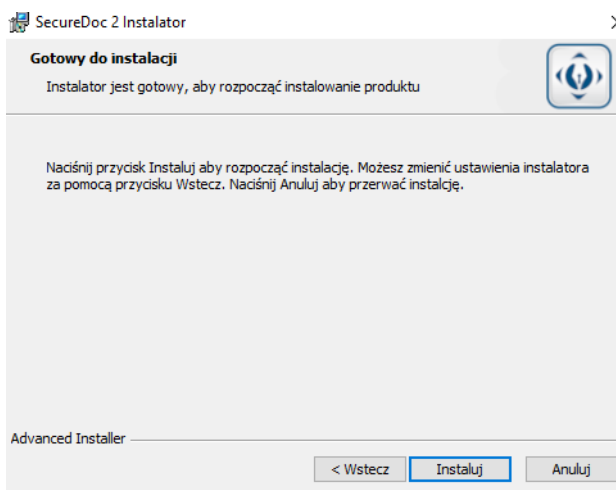 SecureDoc 2 Instalator
Gotowy do instalacji
Instalator jest gotowy, aby rozpocząć instalowanie produktu
Naciśnij przycisk Instaluj aby rozpocząć instalację. Możesz zmienić ustawienia instalatora
za pomocą przycisku Wstecz. Naciśnij Anuluj aby przerwać instalcję.
Advanced Installer
< Wstecz Instaluj Anuluj